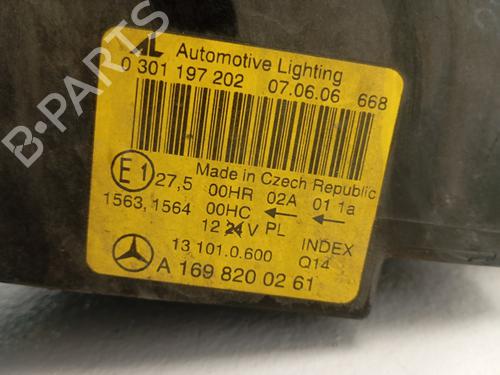 AL Automotive Lighting
0 301 197 202 07.06.06 668
Made in Czech Republic
E1 27,5 00HR 02A 01 1a
1563, 1564 00HC ← ←
12 24 V PL INDEX
13 101.0.600 Q14
A 169 820 02 61
B-PARTS